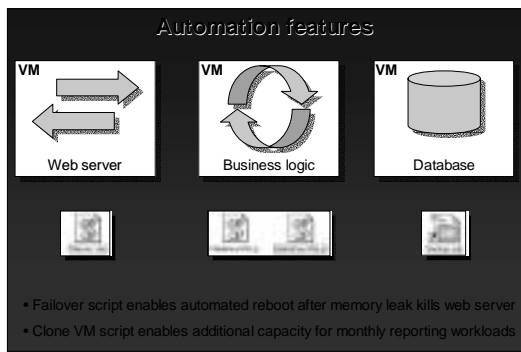 Automation features
VM
VM
VM
Web server
Business logic
Database
• Failover script enables automated reboot after memory leak kills web server
• Clone VM script enables additional capacity for monthly reporting workloads